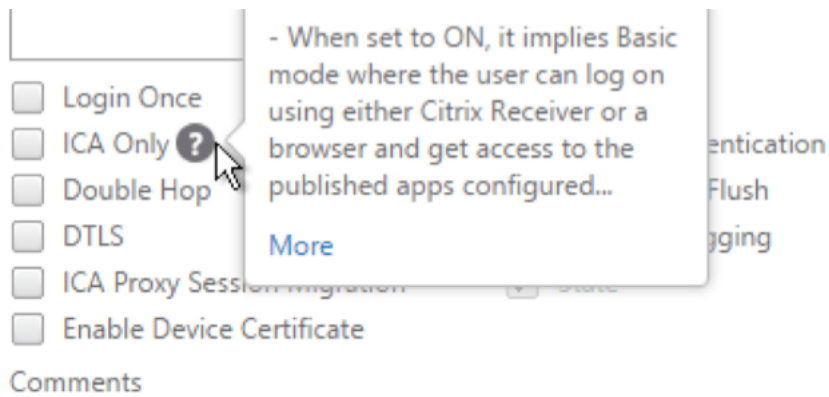 - When set to ON, it implies Basic
mode where the user can log on
using either Citrix Receiver or a
browser and get access to the
published apps configured...
More
Login Once
ICA Only ?
Double Hop
DTLS
ICA Proxy Session Migration
Enable Device Certificate
entication
Flush
gging
State
Comments